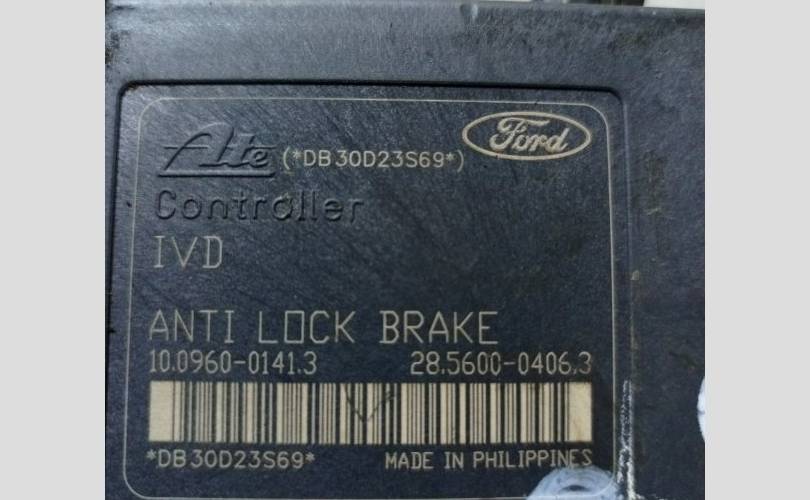 Ate (*DB30D23S69*) Ford
Controller
IVD
ANTI LOCK BRAKE
10.0960-0141.3 28.5600-0406.3
*DB30D23S69* MADE IN PHILIPPINES